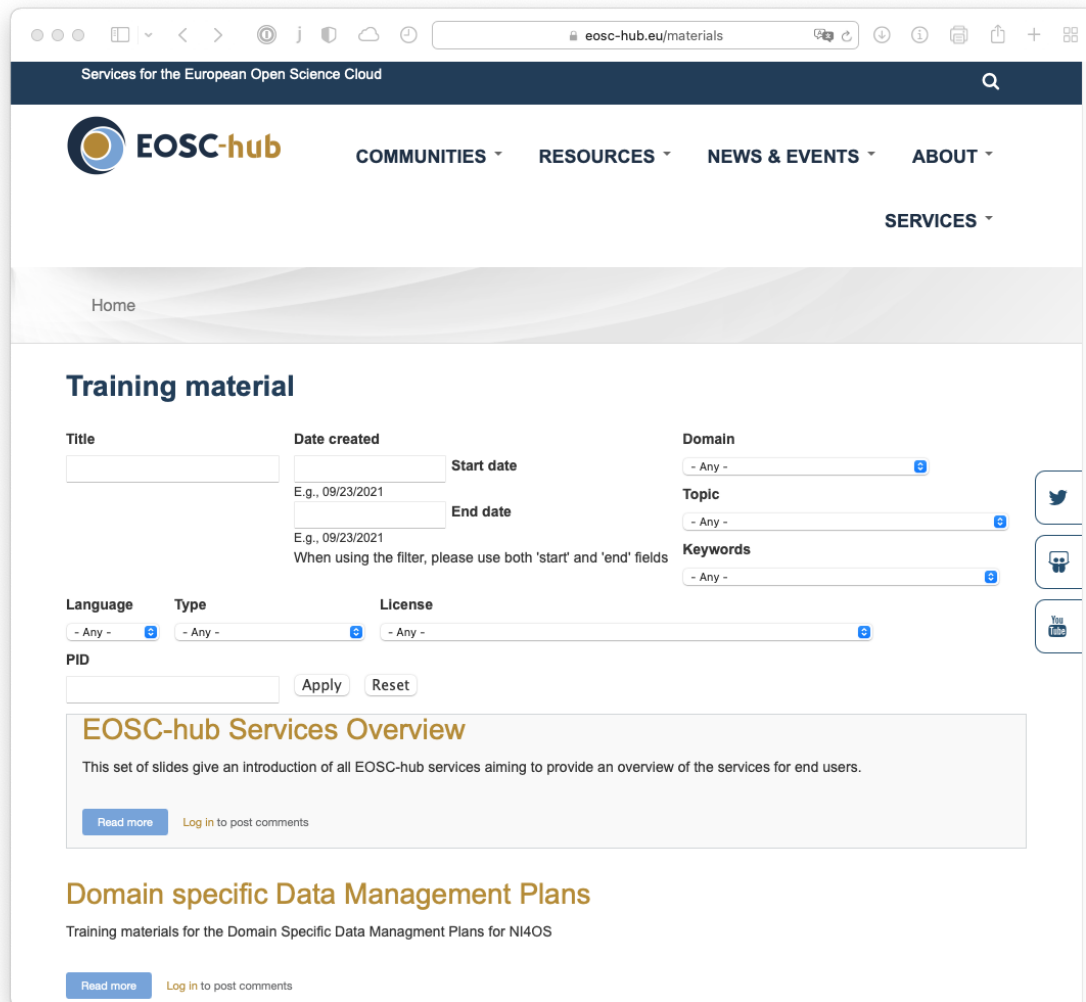 eosc-hub.eu/materials
Services for the European Open Science Cloud
EOSC-hub
COMMUNITIES
RESOURCES
NEWS & EVENTS
ABOUT
SERVICES
Home
Training material
Title
Date created
Start date
E.g., 09/23/2021
End date
E.g., 09/23/2021
When using the filter, please use both 'start' and 'end' fields
Domain
- Any -
Topic
- Any -
Keywords
- Any -
Language
- Any -
Type
- Any -
License
- Any -
PID
Apply
Reset
You
Tube
EOSC-hub Services Overview
This set of slides give an introduction of all EOSC-hub services aiming to provide an overview of the services for end users.
Read more
Log in to post comments
Domain specific Data Management Plans
Training materials for the Domain Specific Data Managment Plans for NI4OS
Read more
Log in to post comments